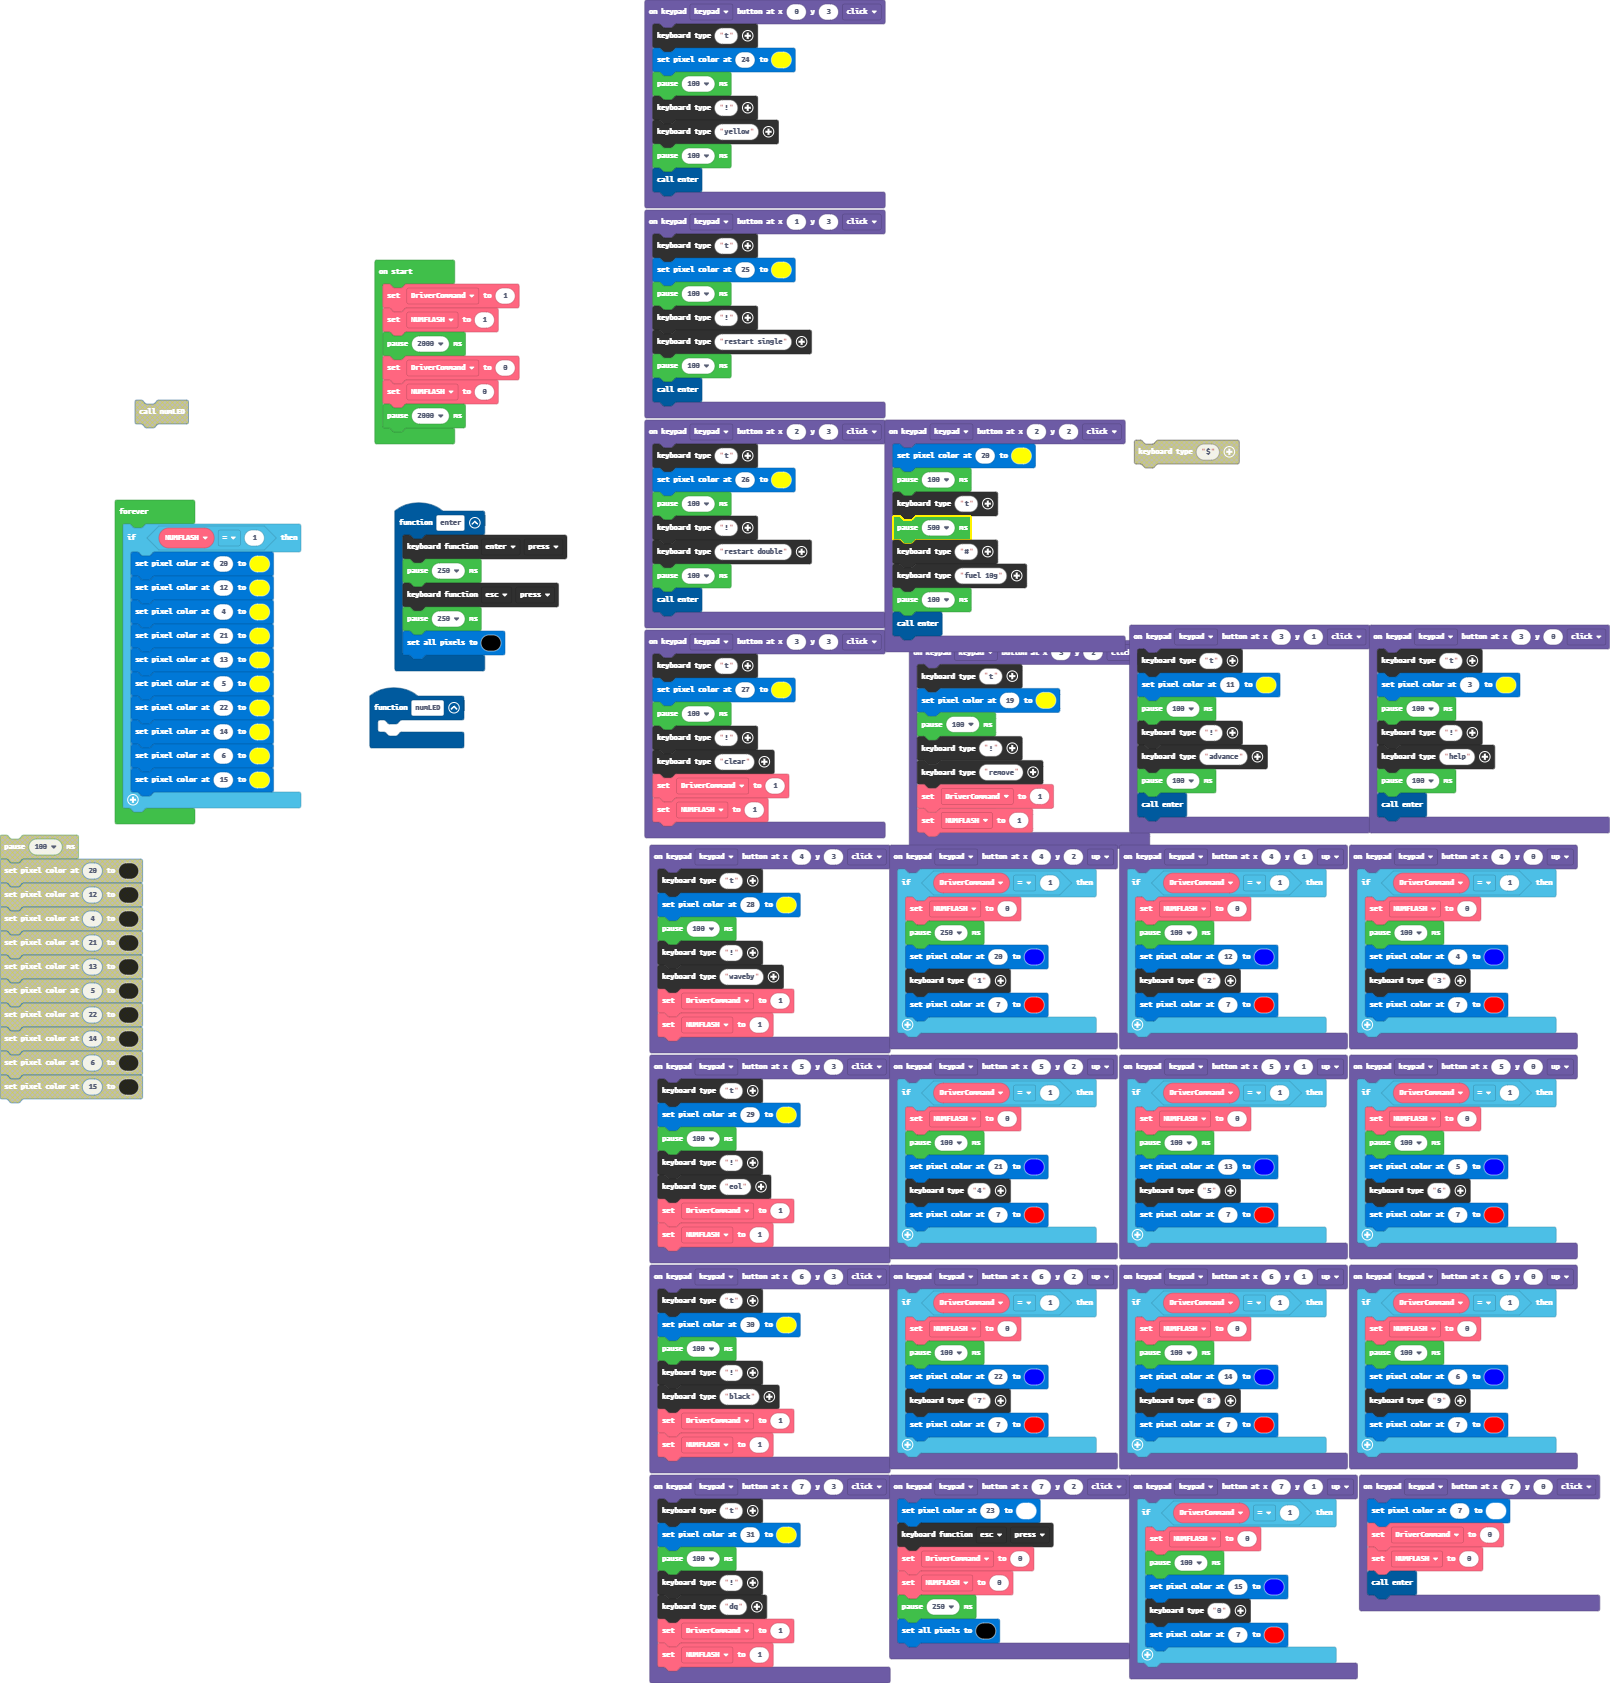 on keypad keypad button at x 0 y 3 click
keyboard type "t"
set pixel color at 24 to
pause 100 ms
keyboard type "!"
keyboard type "yellow"
pause 100 ms
call enter
on keypad keypad button at x 1 y 3 click
keyboard type "t"
set pixel color at 25 to
pause 100 ms
keyboard type "!"
keyboard type "restart single"
pause 100 ms
call enter
on start
set DriverCommand to 1
set NUMFLASH to 1
pause 2000 ms
set DriverCommand to 0
set NUMFLASH to 0
pause 2000 ms
call numLED
on keypad keypad button at x 2 y 3 click
keyboard type "t"
set pixel color at 26 to
pause 100 ms
keyboard type "!"
keyboard type "restart double"
pause 100 ms
call enter
on keypad keypad button at x 2 y 2 click
set pixel color at 20 to
pause 100 ms
keyboard type "t"
pause 500 ms
keyboard type "#"
keyboard type "fuel 10g"
pause 100 ms
call enter
keyboard type "$"
forever
if NUMFLASH = 1 then
set pixel color at 20 to
set pixel color at 12 to
set pixel color at 4 to
set pixel color at 21 to
set pixel color at 13 to
set pixel color at 5 to
set pixel color at 22 to
set pixel color at 14 to
set pixel color at 6 to
set pixel color at 15 to
function enter
keyboard function enter press
pause 250 ms
keyboard function esc press
pause 250 ms
set all pixels to
function numLED
on keypad keypad button at x 3 y 3 click
keyboard type "t"
set pixel color at 27 to
pause 100 ms
keyboard type "!"
keyboard type "clear"
set DriverCommand to 1
set NUMFLASH to 1
on keypad keypad button at x
keyboard type "t"
set pixel color at 19 to
pause 100 ms
keyboard type "!"
keyboard type "remove"
set DriverCommand to 1
set NUMFLASH to 1
on keypad keypad button at x 3 y 1 click
keyboard type "t"
set pixel color at 11 to
pause 100 ms
keyboard type "!"
keyboard type "advance"
pause 100 ms
call enter
on keypad keypad button at x 3 y 0 click
keyboard type "t"
set pixel color at 3 to
pause 100 ms
keyboard type "!"
keyboard type "help"
pause 100 ms
call enter
pause 100 ms
set pixel color at 20 to
set pixel color at 12 to
set pixel color at 4 to
set pixel color at 21 to
set pixel color at 13 to
set pixel color at 5 to
set pixel color at 22 to
set pixel color at 14 to
set pixel color at 6 to
set pixel color at 15 to
on keypad keypad button at x 4 y 3 click
keyboard type "t"
set pixel color at 28 to
pause 100 ms
keyboard type "!"
keyboard type "waveby"
set DriverCommand to 1
set NUMFLASH to 1
on keypad keypad button at x 4 y 2 up
if DriverCommand = 1 then
set NUMFLASH to 0
pause 250 ms
set pixel color at 20 to
keyboard type "1"
set pixel color at 7 to
on keypad keypad button at x 4 y 1 up
if DriverCommand = 1 then
set NUMFLASH to 0
pause 100 ms
set pixel color at 12 to
keyboard type "2"
set pixel color at 7 to
on keypad keypad button at x 4 y 0 up
if DriverCommand = 1 then
set NUMFLASH to 0
pause 100 ms
set pixel color at 4 to
keyboard type "3"
set pixel color at 7 to
on keypad keypad button at x 5 y 3 click
keyboard type "t"
set pixel color at 29 to
pause 100 ms
keyboard type "!"
keyboard type "eol"
set DriverCommand to 1
set NUMFLASH to 1
on keypad keypad button at x 5 y 2 up
if DriverCommand = 1 then
set NUMFLASH to 0
pause 100 ms
set pixel color at 21 to
keyboard type "4"
set pixel color at 7 to
on keypad keypad button at x 5 y 1 up
if DriverCommand = 1 then
set NUMFLASH to 0
pause 100 ms
set pixel color at 13 to
keyboard type "5"
set pixel color at 7 to
on keypad keypad button at x 5 y 0 up
if DriverCommand = 1 then
set NUMFLASH to 0
pause 100 ms
set pixel color at 5 to
keyboard type "6"
set pixel color at 7 to
on keypad keypad button at x 6 y 3 click
keyboard type "t"
set pixel color at 30 to
pause 100 ms
keyboard type "!"
keyboard type "black"
set DriverCommand to 1
set NUMFLASH to 1
on keypad keypad button at x 6 y 2 up
if DriverCommand = 1 then
set NUMFLASH to 0
pause 100 ms
set pixel color at 22 to
keyboard type "7"
set pixel color at 7 to
on keypad keypad button at x 6 y 1 up
if DriverCommand = 1 then
set NUMFLASH to 0
pause 100 ms
set pixel color at 14 to
keyboard type "8"
set pixel color at 7 to
on keypad keypad button at x 6 y 0 up
if DriverCommand = 1 then
set NUMFLASH to 0
pause 100 ms
set pixel color at 6 to
keyboard type "9"
set pixel color at 7 to
on keypad keypad button at x 7 y 3 click
keyboard type "t"
set pixel color at 31 to
pause 100 ms
keyboard type "!"
keyboard type "dq"
set DriverCommand to 1
set NUMFLASH to 1
on keypad keypad button at x 7 y 2 click
set pixel color at 23 to
keyboard function esc press
set DriverCommand to 0
set NUMFLASH to 0
pause 250 ms
set all pixels to
on keypad keypad button at x 7 y 1 up
if DriverCommand = 1 then
set NUMFLASH to 0
pause 100 ms
set pixel color at 15 to
keyboard type "0"
set pixel color at 7 to
on keypad keypad button at x 7 y 0 click
set pixel color at 7 to
set DriverCommand to 0
set NUMFLASH to 0
call enter